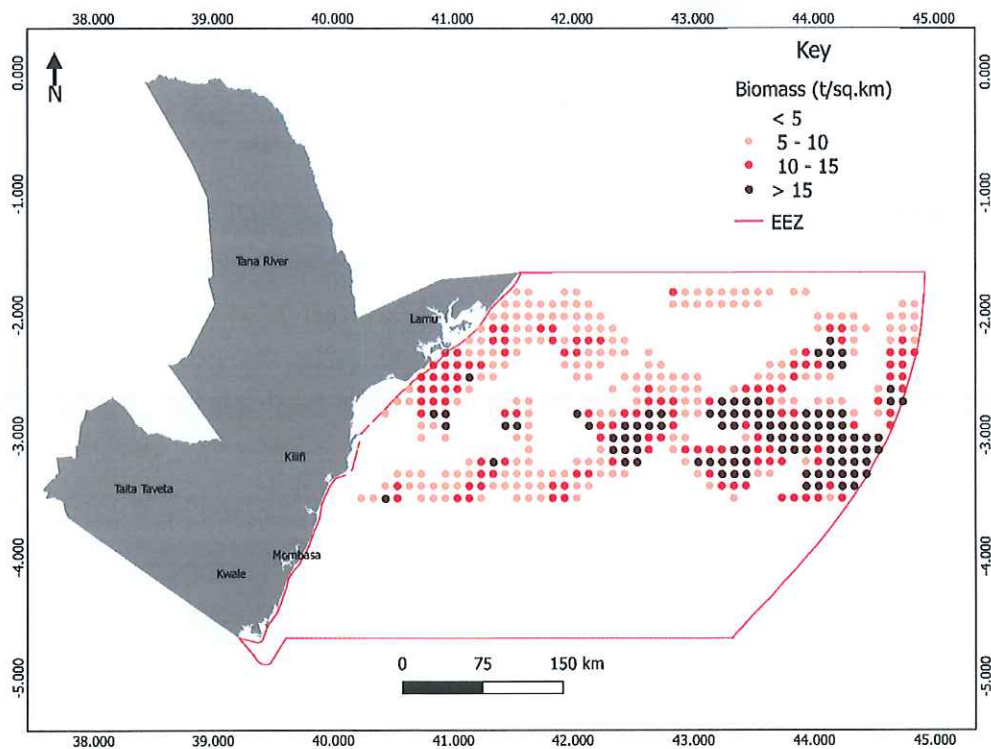 38.000 39.000 40.000 41.000 42.000 43.000 44.000 45.000
0.000 0.000
N
Key
Biomass (t/sq.km)
< 5
5 - 10
10 - 15
> 15
EEZ
-1.000 -1.000
Tana River
-2.000 -2.000
Lamu
-3.000 -3.000
Kilifi
Taita Taveta
-4.000 -4.000
Mombasa
Kwale
-5.000 -5.000
0 75 150 km
38.000 39.000 40.000 41.000 42.000 43.000 44.000 45.000